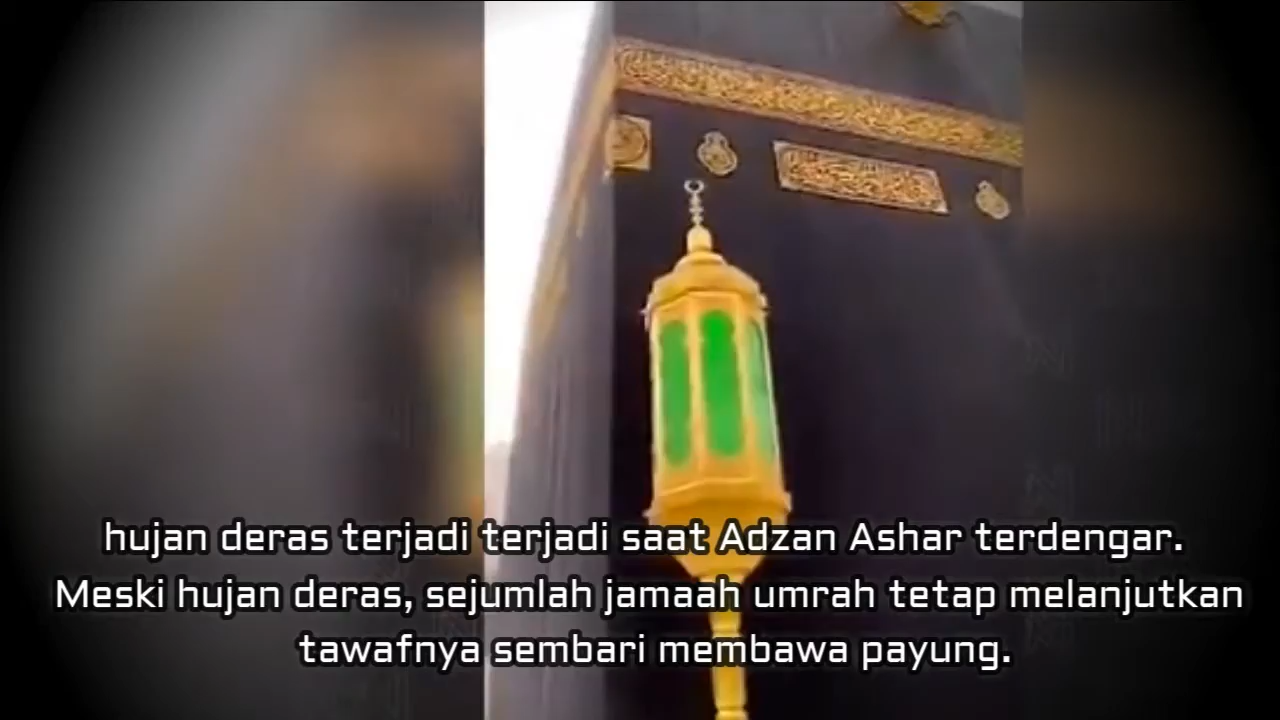 hujan deras terjadi terjadi saat Adzan Ashar terdengar.
Meski hujan deras, sejumlah jamaah umrah tetap melanjutkan
tawafnya sembari membawa payung.